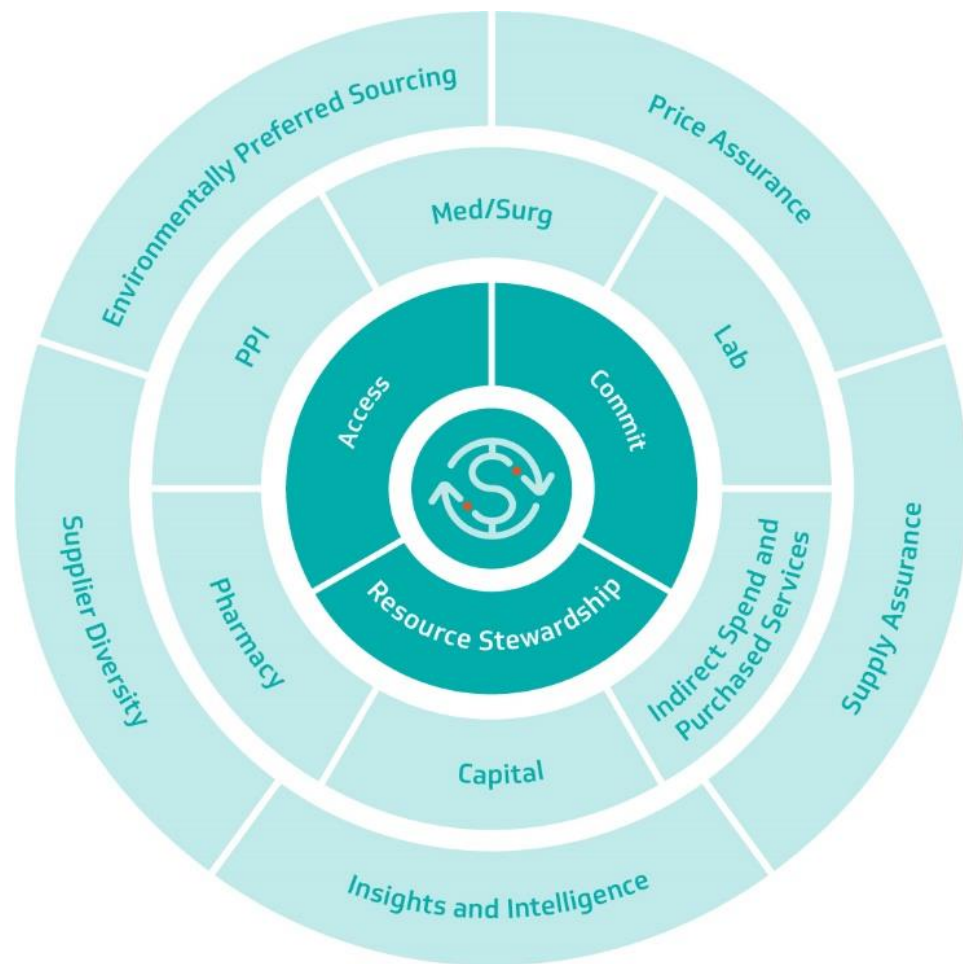 Environmentally Preferred Sourcing
Price Assurance
Supply Assurance
Insights and Intelligence
Supplier Diversity
Med/Surg
Lab
Indirect Spend and
Purchased Services
Capital
Pharmacy
PPI
Access
Commit
Resource Stewardship